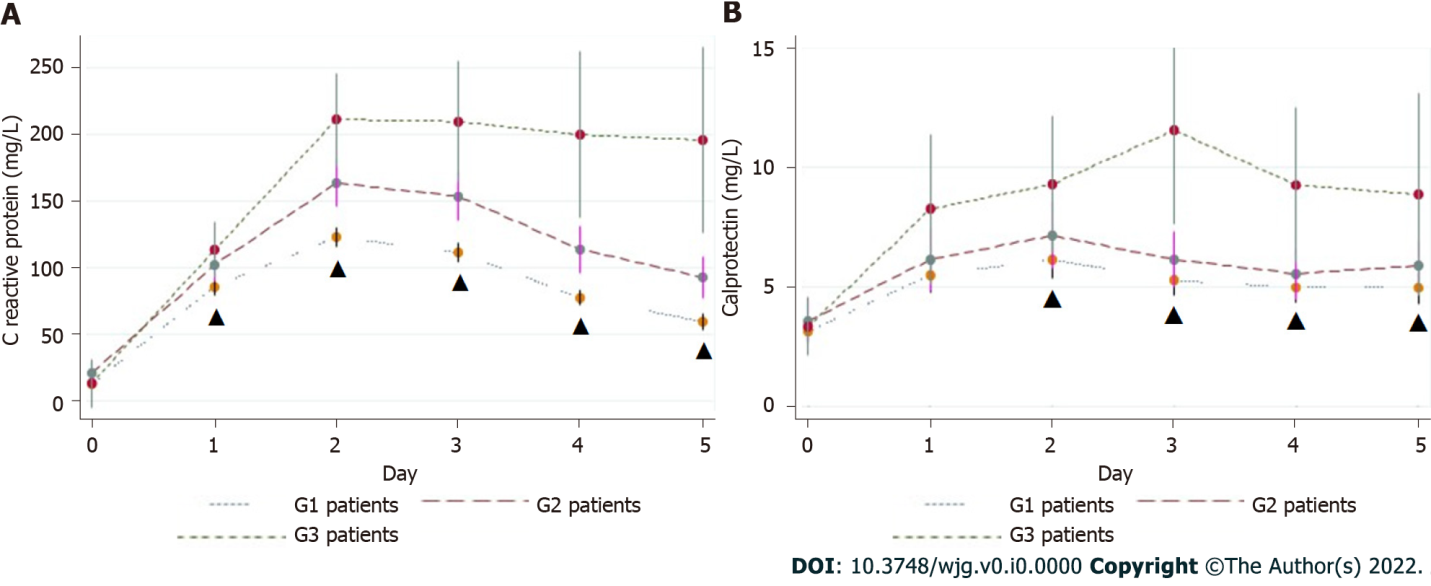 A
C reactive protein (mg/L)
250
200
150
100
50
0
0 1 2 3 4 5
Day
G1 patients G2 patients
G3 patients
B
Calprotectin (mg/L)
15
10
5
0
0 1 2 3 4 5
Day
G1 patients G2 patients
G3 patients
DOI: 10.3748/wjg.v0.i0.0000 Copyright ©The Author(s) 2022.